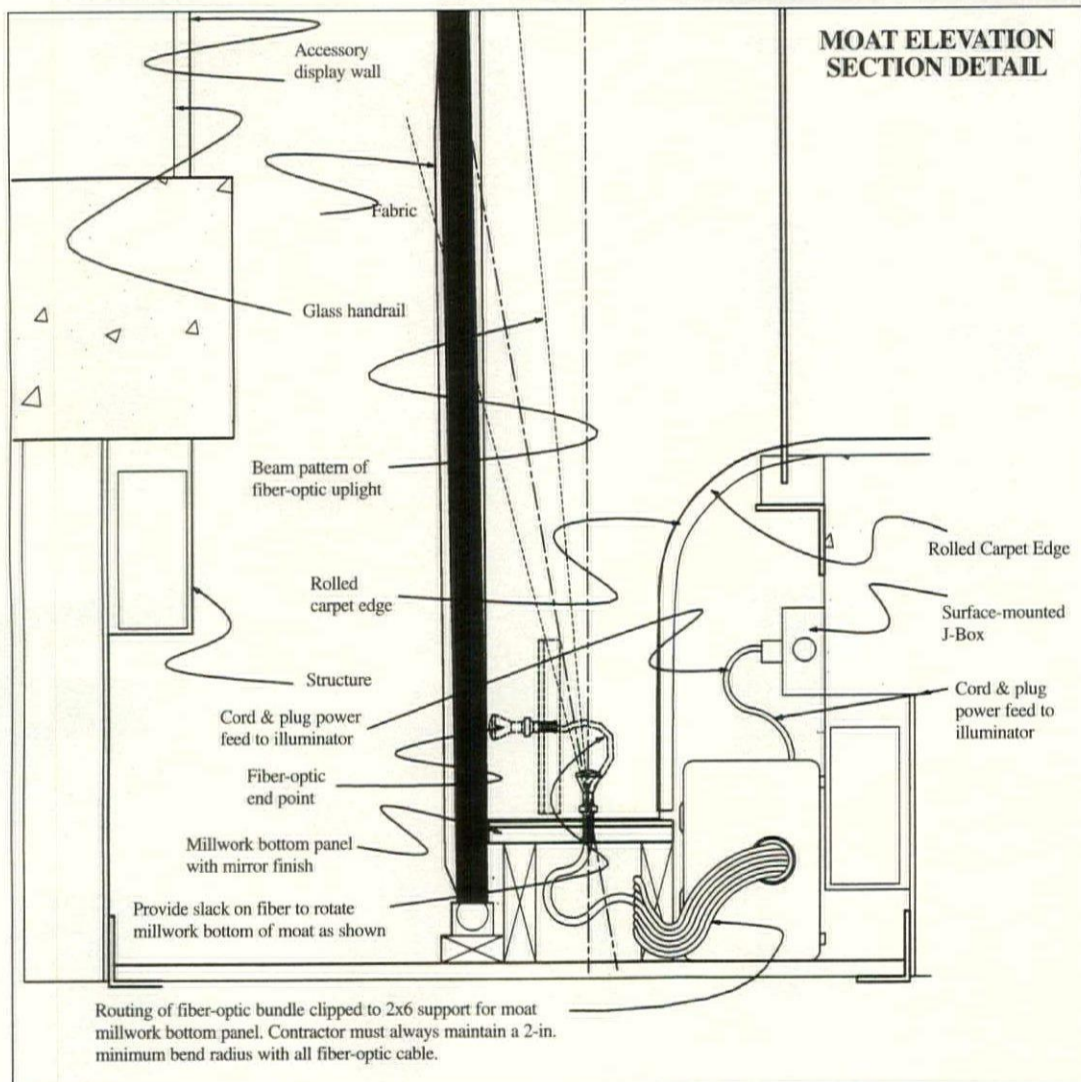 MOAT ELEVATION
SECTION DETAIL
Accessory
display wall
Fabric
Glass handrail
Beam pattern of
fiber-optic uplight
Rolled Carpet Edge
Rolled
carpet edge
Surface-mounted
J-Box
Structure
Cord & plug
power feed to
illuminator
Cord & plug power
feed to illuminator
Fiber-optic
end point
Millwork bottom panel
with mirror finish
Provide slack on fiber to rotate
millwork bottom of moat as shown
Routing of fiber-optic bundle clipped to 2x6 support for moat
millwork bottom panel. Contractor must always maintain a 2-in.
minimum bend radius with all fiber-optic cable.